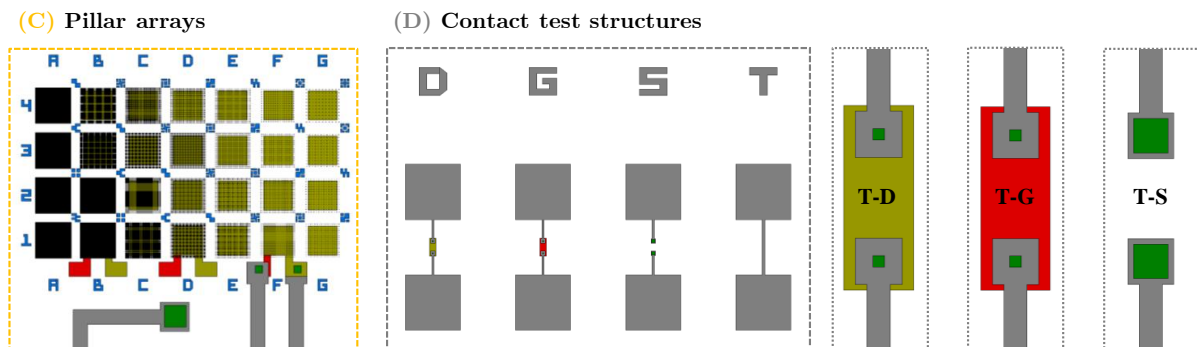 (C) Pillar arrays
(D) Contact test structures
A B C D E F G
4
3
2
1
A B C D E F G
D G S T
T-D
T-G
T-S